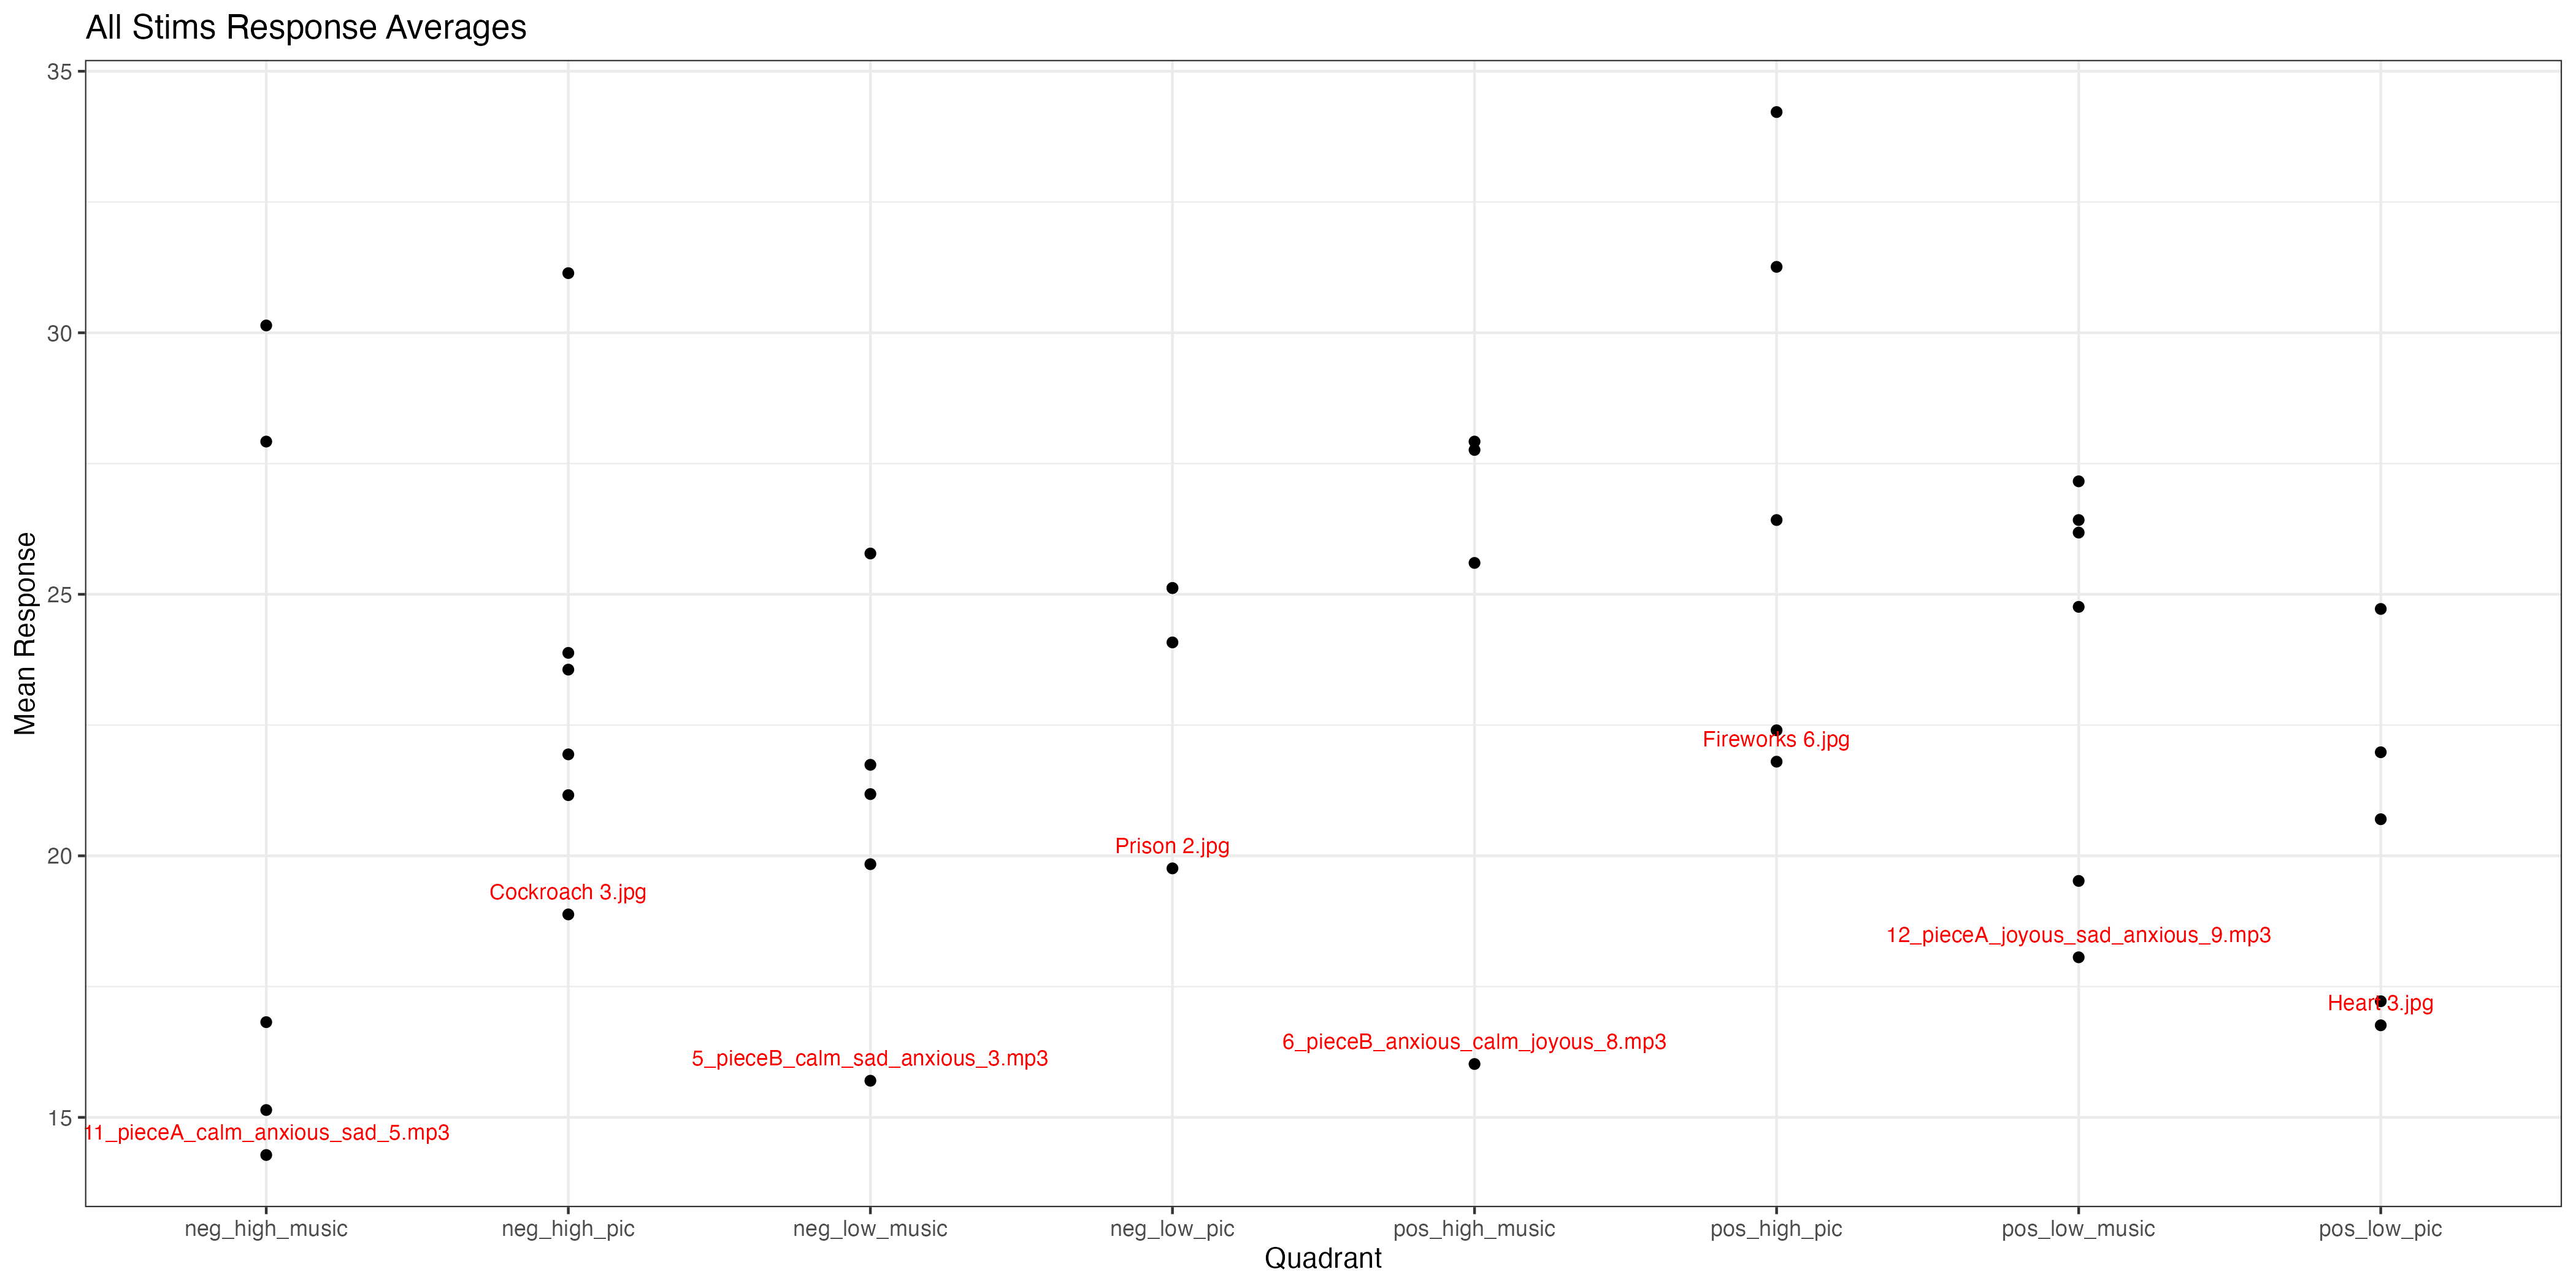 All Stims Response Averages
35
30
25
20
15
Mean Response
Fireworks 6.jpg
Prison 2.jpg
Cockroach 3.jpg
12_pieceA_joyous_sad_anxious_9.mp3
Heart 3.jpg
6_pieceB_anxious_calm_joyous_8.mp3
5_pieceB_calm_sad_anxious_3.mp3
11_pieceA_calm_anxious_sad_5.mp3
neg_high_music neg_high_pic neg_low_music neg_low_pic pos_high_music pos_high_pic pos_low_music pos_low_pic
Quadrant